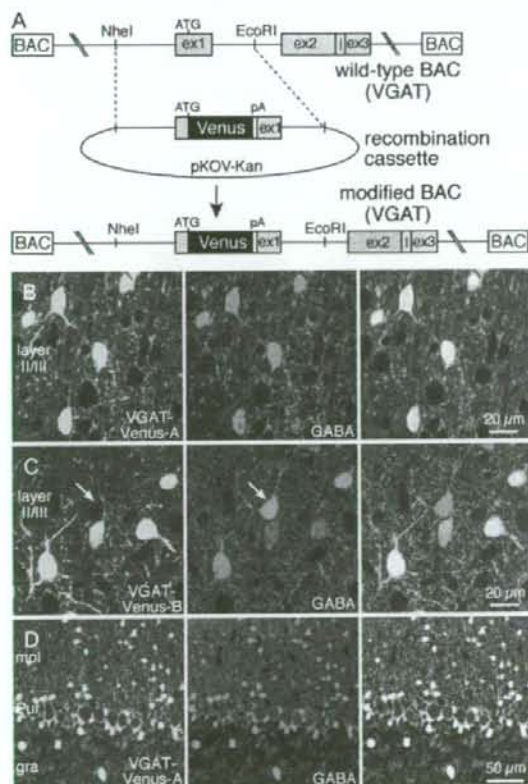 A
NheI ATG EcoRI
BAC ex1 ex2 I ex3 BAC
wild-type BAC
(VGAT)
ATG pA
Venus ex1
recombination
cassette
pKOV-Kan
modified BAC
(VGAT)
NheI ATG pA EcoRI
BAC Venus ex1 ex2 I ex3 BAC
B
layer
II/III
VGAT-
Venus-A
GABA
20 µm
C
layer
II/III
VGAT-
Venus-B
GABA
20 µm
D
mol
Pul
gra
VGAT-
Venus-A
GABA
50 µm